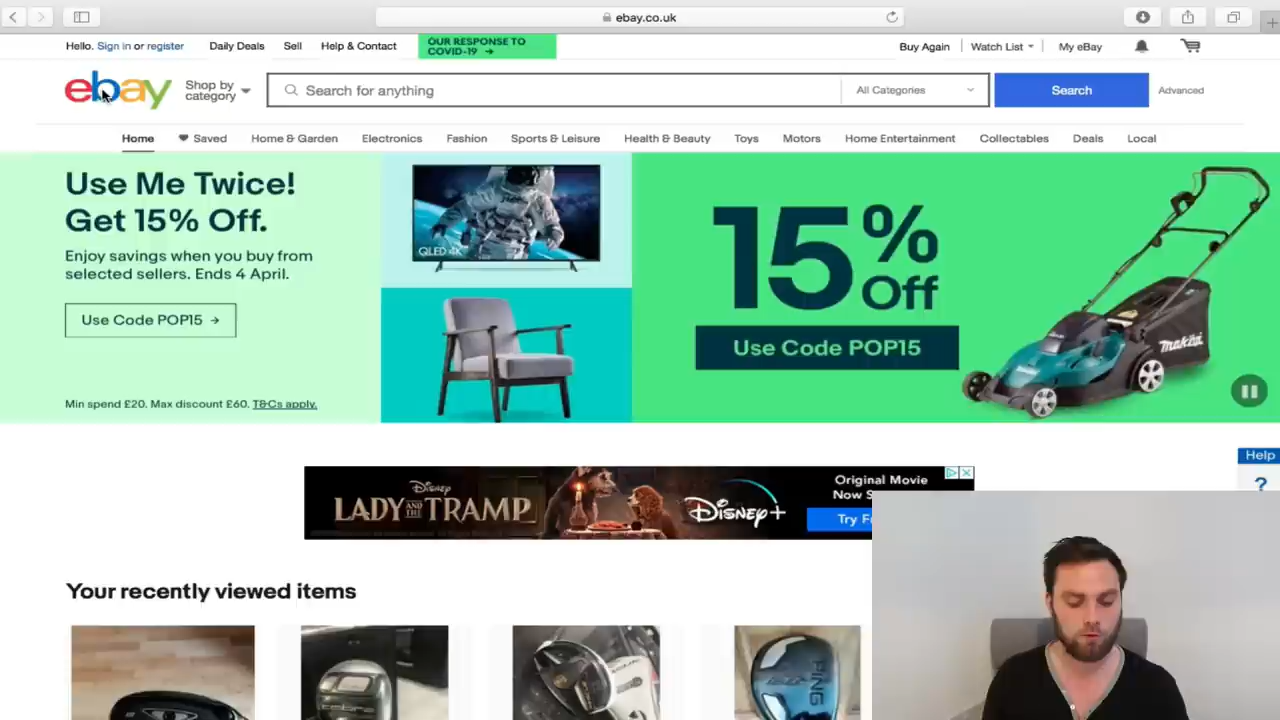 ebay.co.uk
Hello. Sign in or register
Daily Deals
Sell
Help & Contact
OUR RESPONSE TO
COVID-19 →
Buy Again
Watch List
My eBay
ebay
Shop by
category
Search for anything
All Categories
Search
Advanced
Home
Saved
Home & Garden
Electronics
Fashion
Sports & Leisure
Health & Beauty
Toys
Motors
Home Entertainment
Collectables
Deals
Local
Use Me Twice!
Get 15% Off.
Enjoy savings when you buy from
selected sellers. Ends 4 April.
Use Code POP15 →
Min spend £20. Max discount £60. T&Cs apply.
QLED 4K
15%
Off
Use Code POP15
Makita
Help
?
Disney
LADY AND THE TRAMP
Disney+
Original Movie
Now S
Try F
Your recently viewed items
cobra
PING